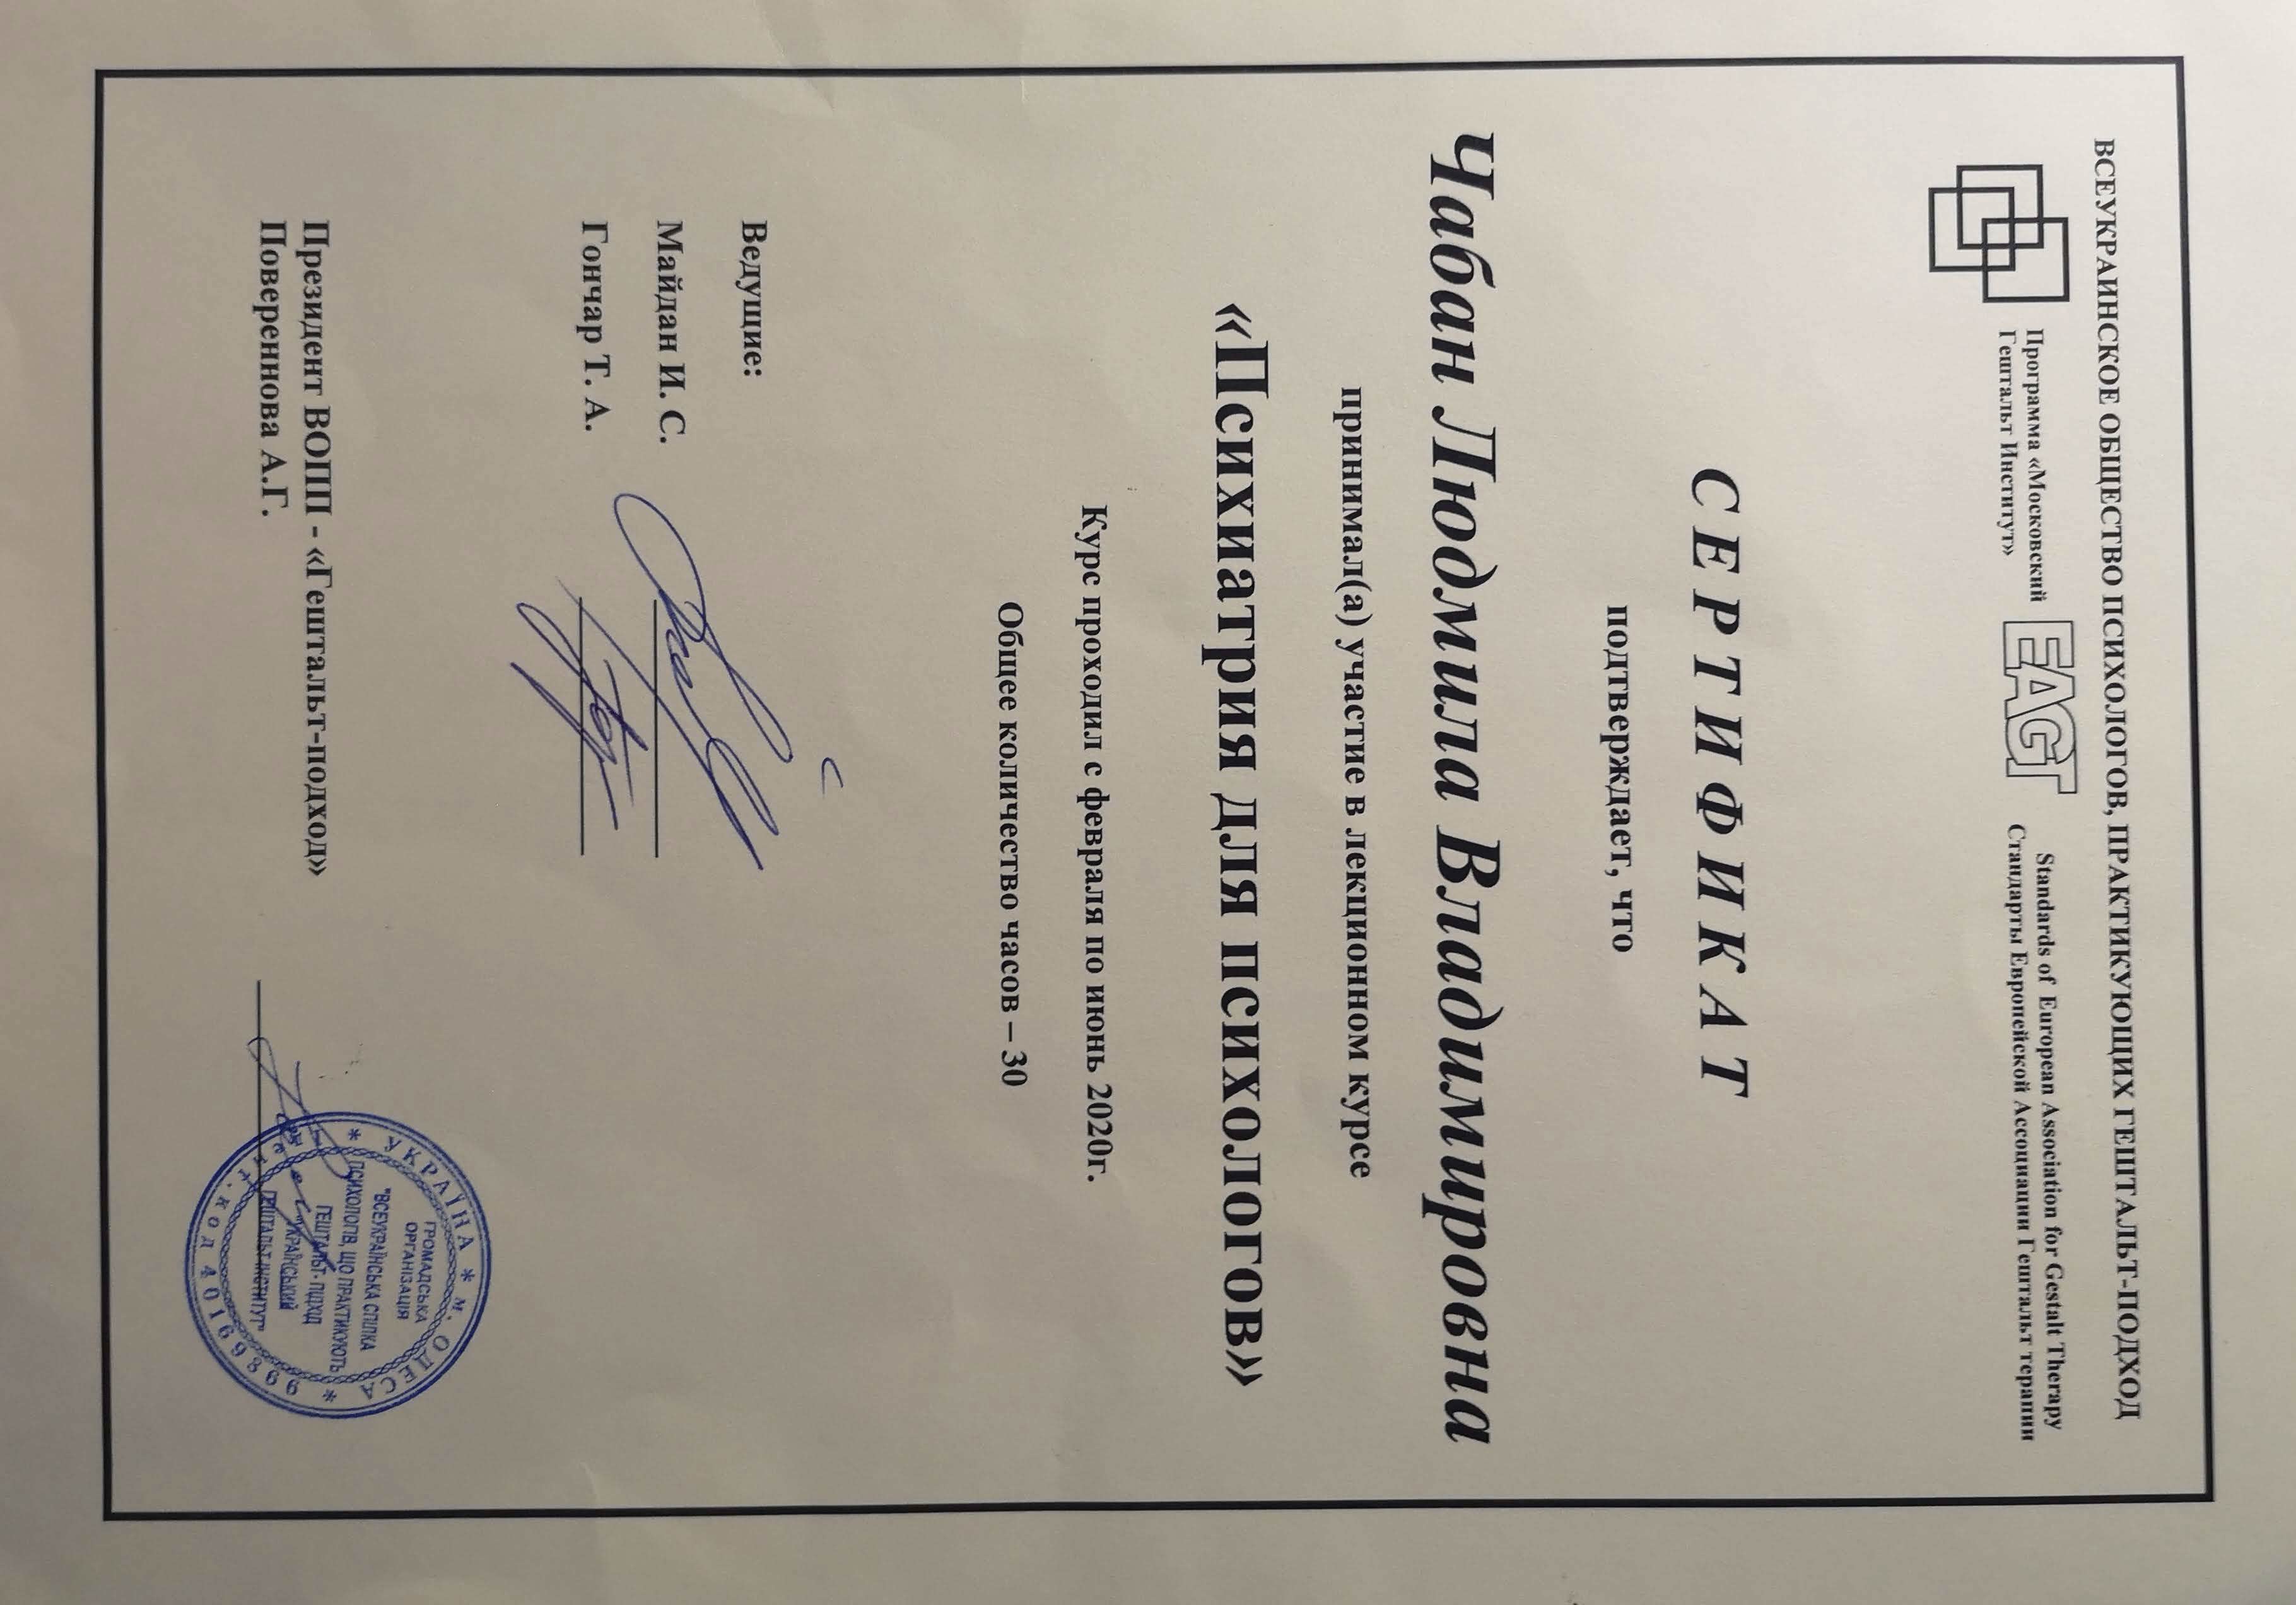 ВСЕУКРАИНСКОЕ ОБЩЕСТВО ПСИХОЛОГОВ, ПРАКТИКУЮЩИХ ГЕШТАЛЬТ-ПОДХОД
Программа «Московский
Гештальт Институт»
EAGT
Standards of European Association for Gestalt Therapy
Стандарты Европейской Ассоциации Гештальт терапии
СЕРТИФИКАТ
подтверждает, что
Чабан Людмила Владимировна
принимал(а) участие в лекционном курсе
«Психиатрия для психологов»
Курс проходил с февраля по июнь 2020г.
Общее количество часов – 30
Ведущие:
Майдан И. С.
Гончар Т. А.
Президент ВОПП - «Гештальт-подход»
Повереннова А.Г.
* УКРАЇНА * м. ОДЕСА *
ГРОМАДСЬКА
ОРГАНІЗАЦІЯ
"ВСЕУКРАЇНСЬКА СПІЛКА
ПСИХОЛОГІВ, ЩО ПРАКТИКУЮТЬ
ГЕШТАЛЬТ- ПІДХІД
УКРАЇНСЬКИЙ
ГЕШТАЛЬТ-ІНСТИТУТ"
код 40169866